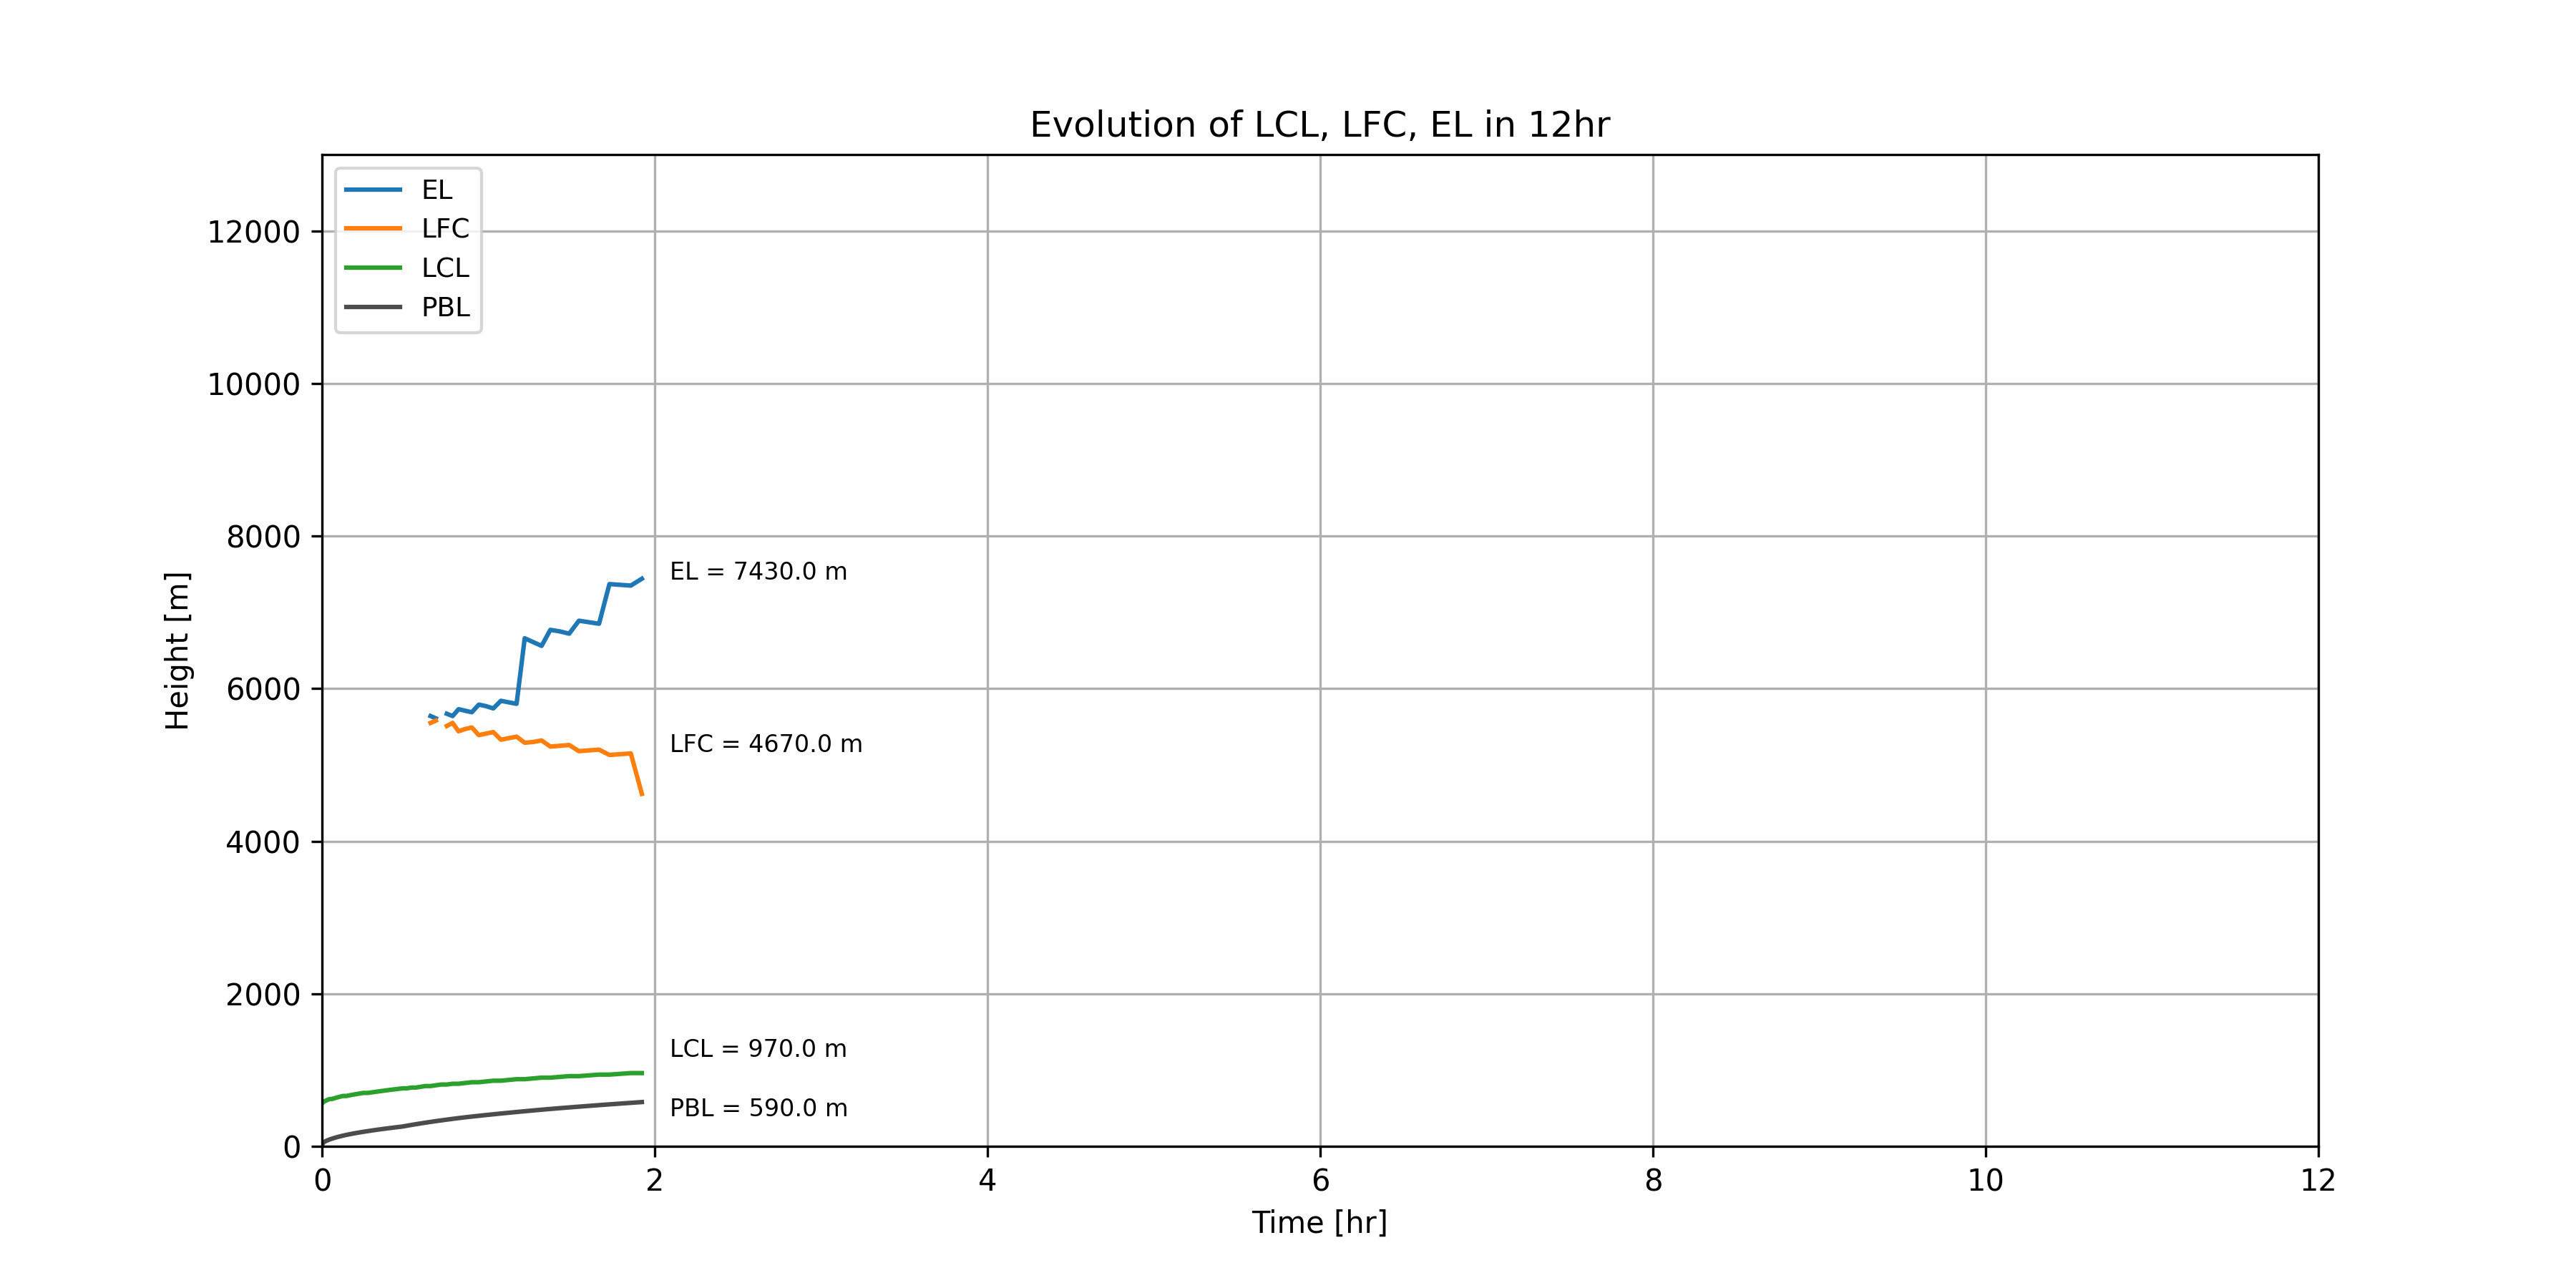 Evolution of LCL, LFC, EL in 12hr
EL
LFC
LCL
PBL
12000
10000
8000
6000
4000
2000
0
Height [m]
EL = 7430.0 m
LFC = 4670.0 m
LCL = 970.0 m
PBL = 590.0 m
0 2 4 6 8 10 12
Time [hr]